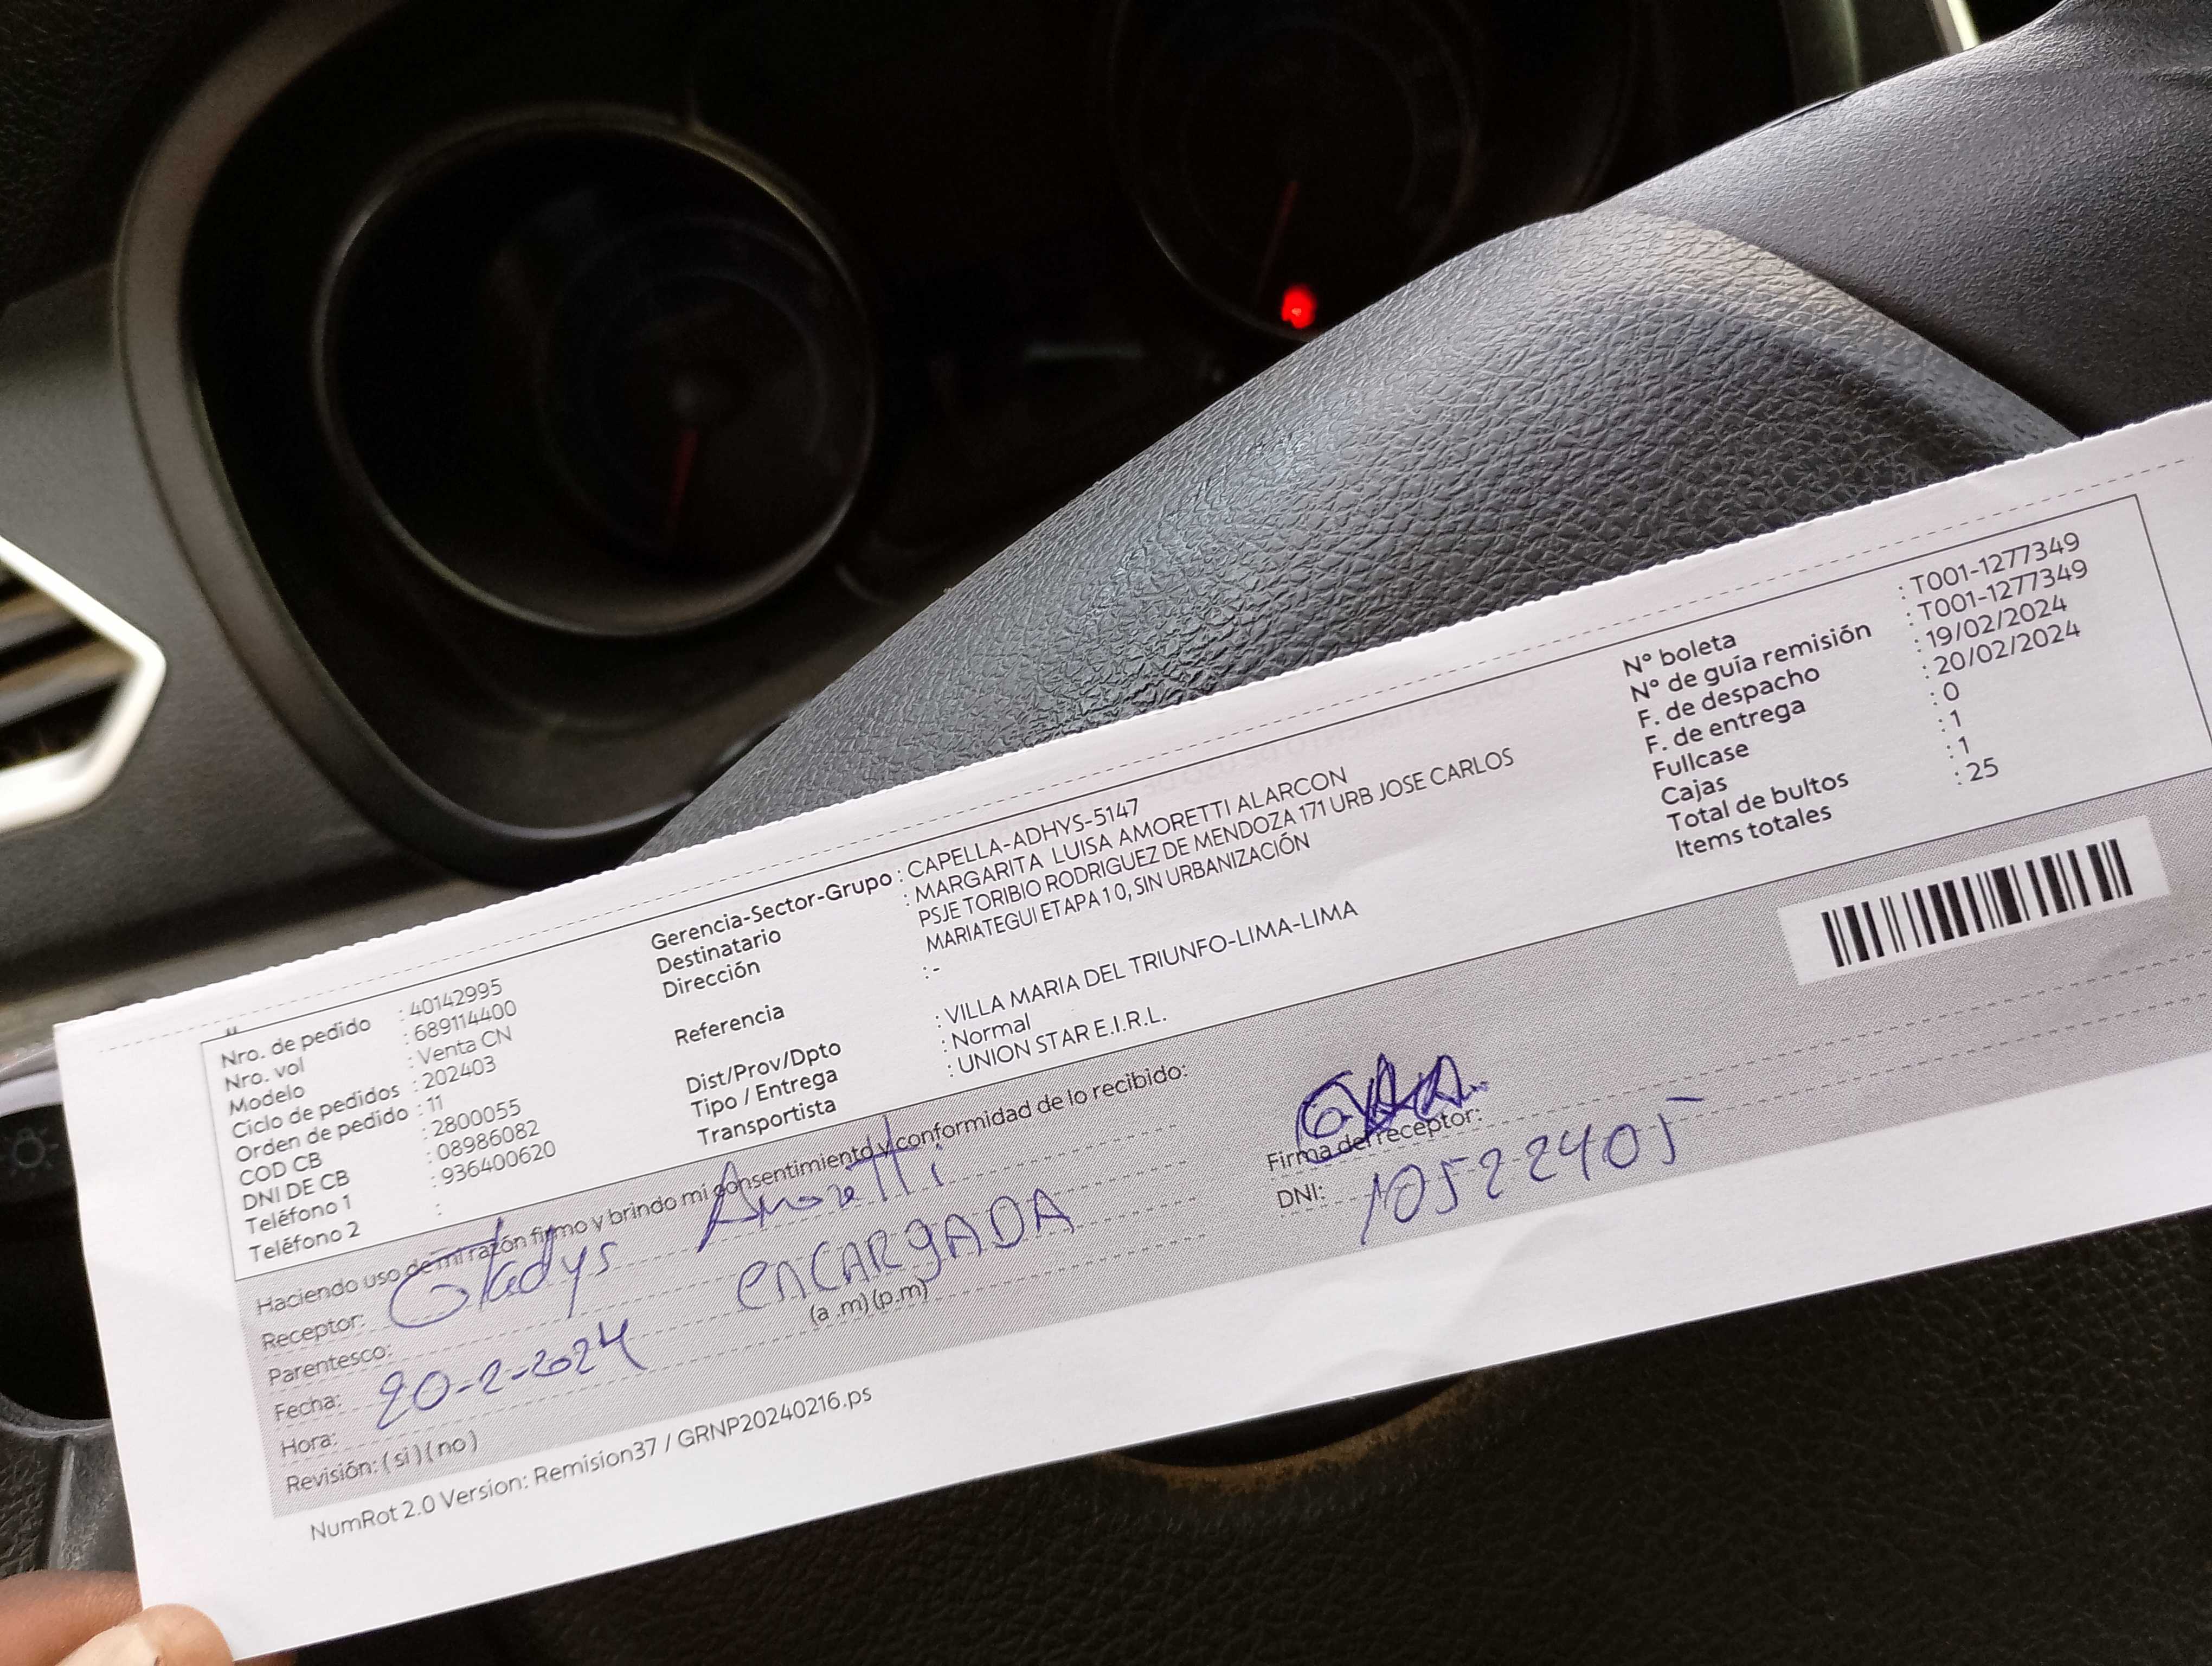 Nro. de pedido : 40142995
Nro. vol : 689114400
Modelo : Venta CN
Ciclo de pedidos : 202403
Orden de pedido : 11
COD CB : 2800055
DNI DE CB : 08986082
Teléfono 1 : 936400620
Teléfono 2 :
Gerencia-Sector-Grupo : CAPELLA-ADHYS-5147
Destinatario : MARGARITA LUISA AMORETTI ALARCON
Dirección PSJE TORIBIO RODRIGUEZ DE MENDOZA 171 URB JOSE CARLOS
MARIATEGUI ETAPA 1 0, SIN URBANIZACIÓN
Referencia :-
Dist/Prov/Dpto : VILLA MARIA DEL TRIUNFO-LIMA-LIMA
Tipo / Entrega : Normal
Transportista : UNION STAR E.I.R.L.
N° boleta : T001-1277349
N° de guía remisión : T001-1277349
F. de despacho : 19/02/2024
F. de entrega : 20/02/2024
Fullcase : 0
Cajas : 1
Total de bultos : 1
Items totales : 25
Haciendo uso de mi razón firmo y brindo mi consentimiento y conformidad de lo recibido:
Receptor: Gladys Amoretti
Parentesco: encargada
Fecha: 20-2-2024
Hora: (a .m) (p.m)
Revisión: ( si ) ( no )
Firma del receptor:
DNI: 10522405
NumRot 2.0 Version: Remision37 / GRNP20240216.ps